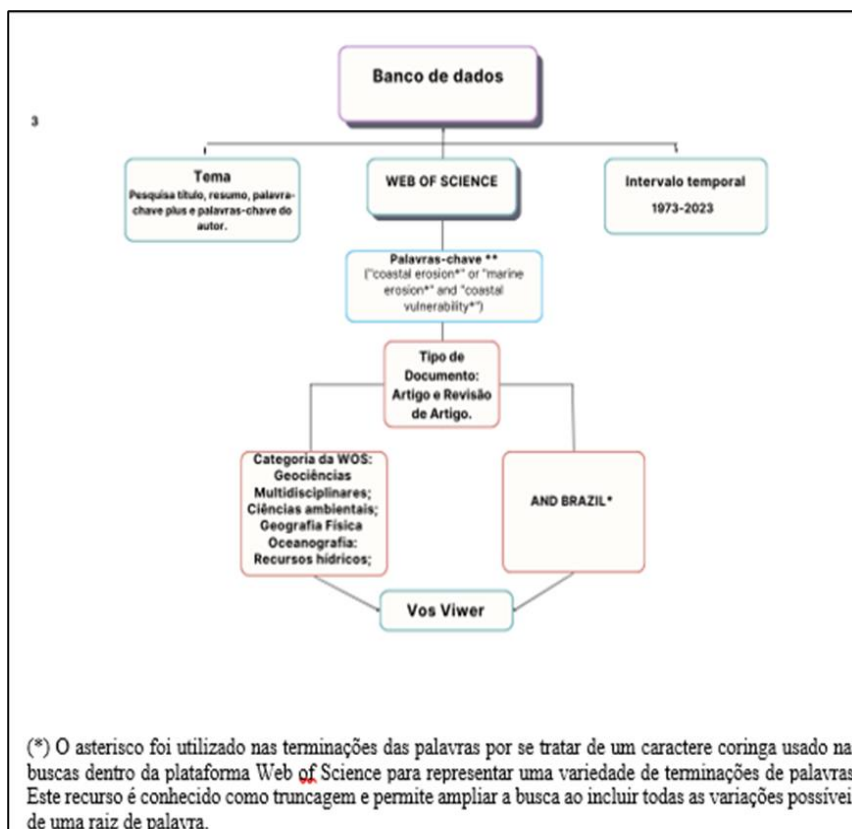 Banco de dados
3
Tema
Pesquisa título, resumo, palavra-
chave plus e palavras-chave do
autor.
WEB OF SCIENCE
Intervalo temporal
1973-2023
Palavras-chave **
("coastal erosion*" or "marine
erosion*" and "coastal
vulnerability*")
Tipo de
Documento:
Artigo e Revisão
de Artigo.
Categoria da WOS:
Geociências
Multidisciplinares;
Ciências ambientais;
Geografia Física
Oceanografia:
Recursos hídricos;
AND BRAZIL*
Vos Viwer
(*) O asterisco foi utilizado nas terminações das palavras por se tratar de um caractere coringa usado na
buscas dentro da plataforma Web of Science para representar uma variedade de terminações de palavras
Este recurso é conhecido como truncagem e permite ampliar a busca ao incluir todas as variações possívei
de uma raiz de palavra.